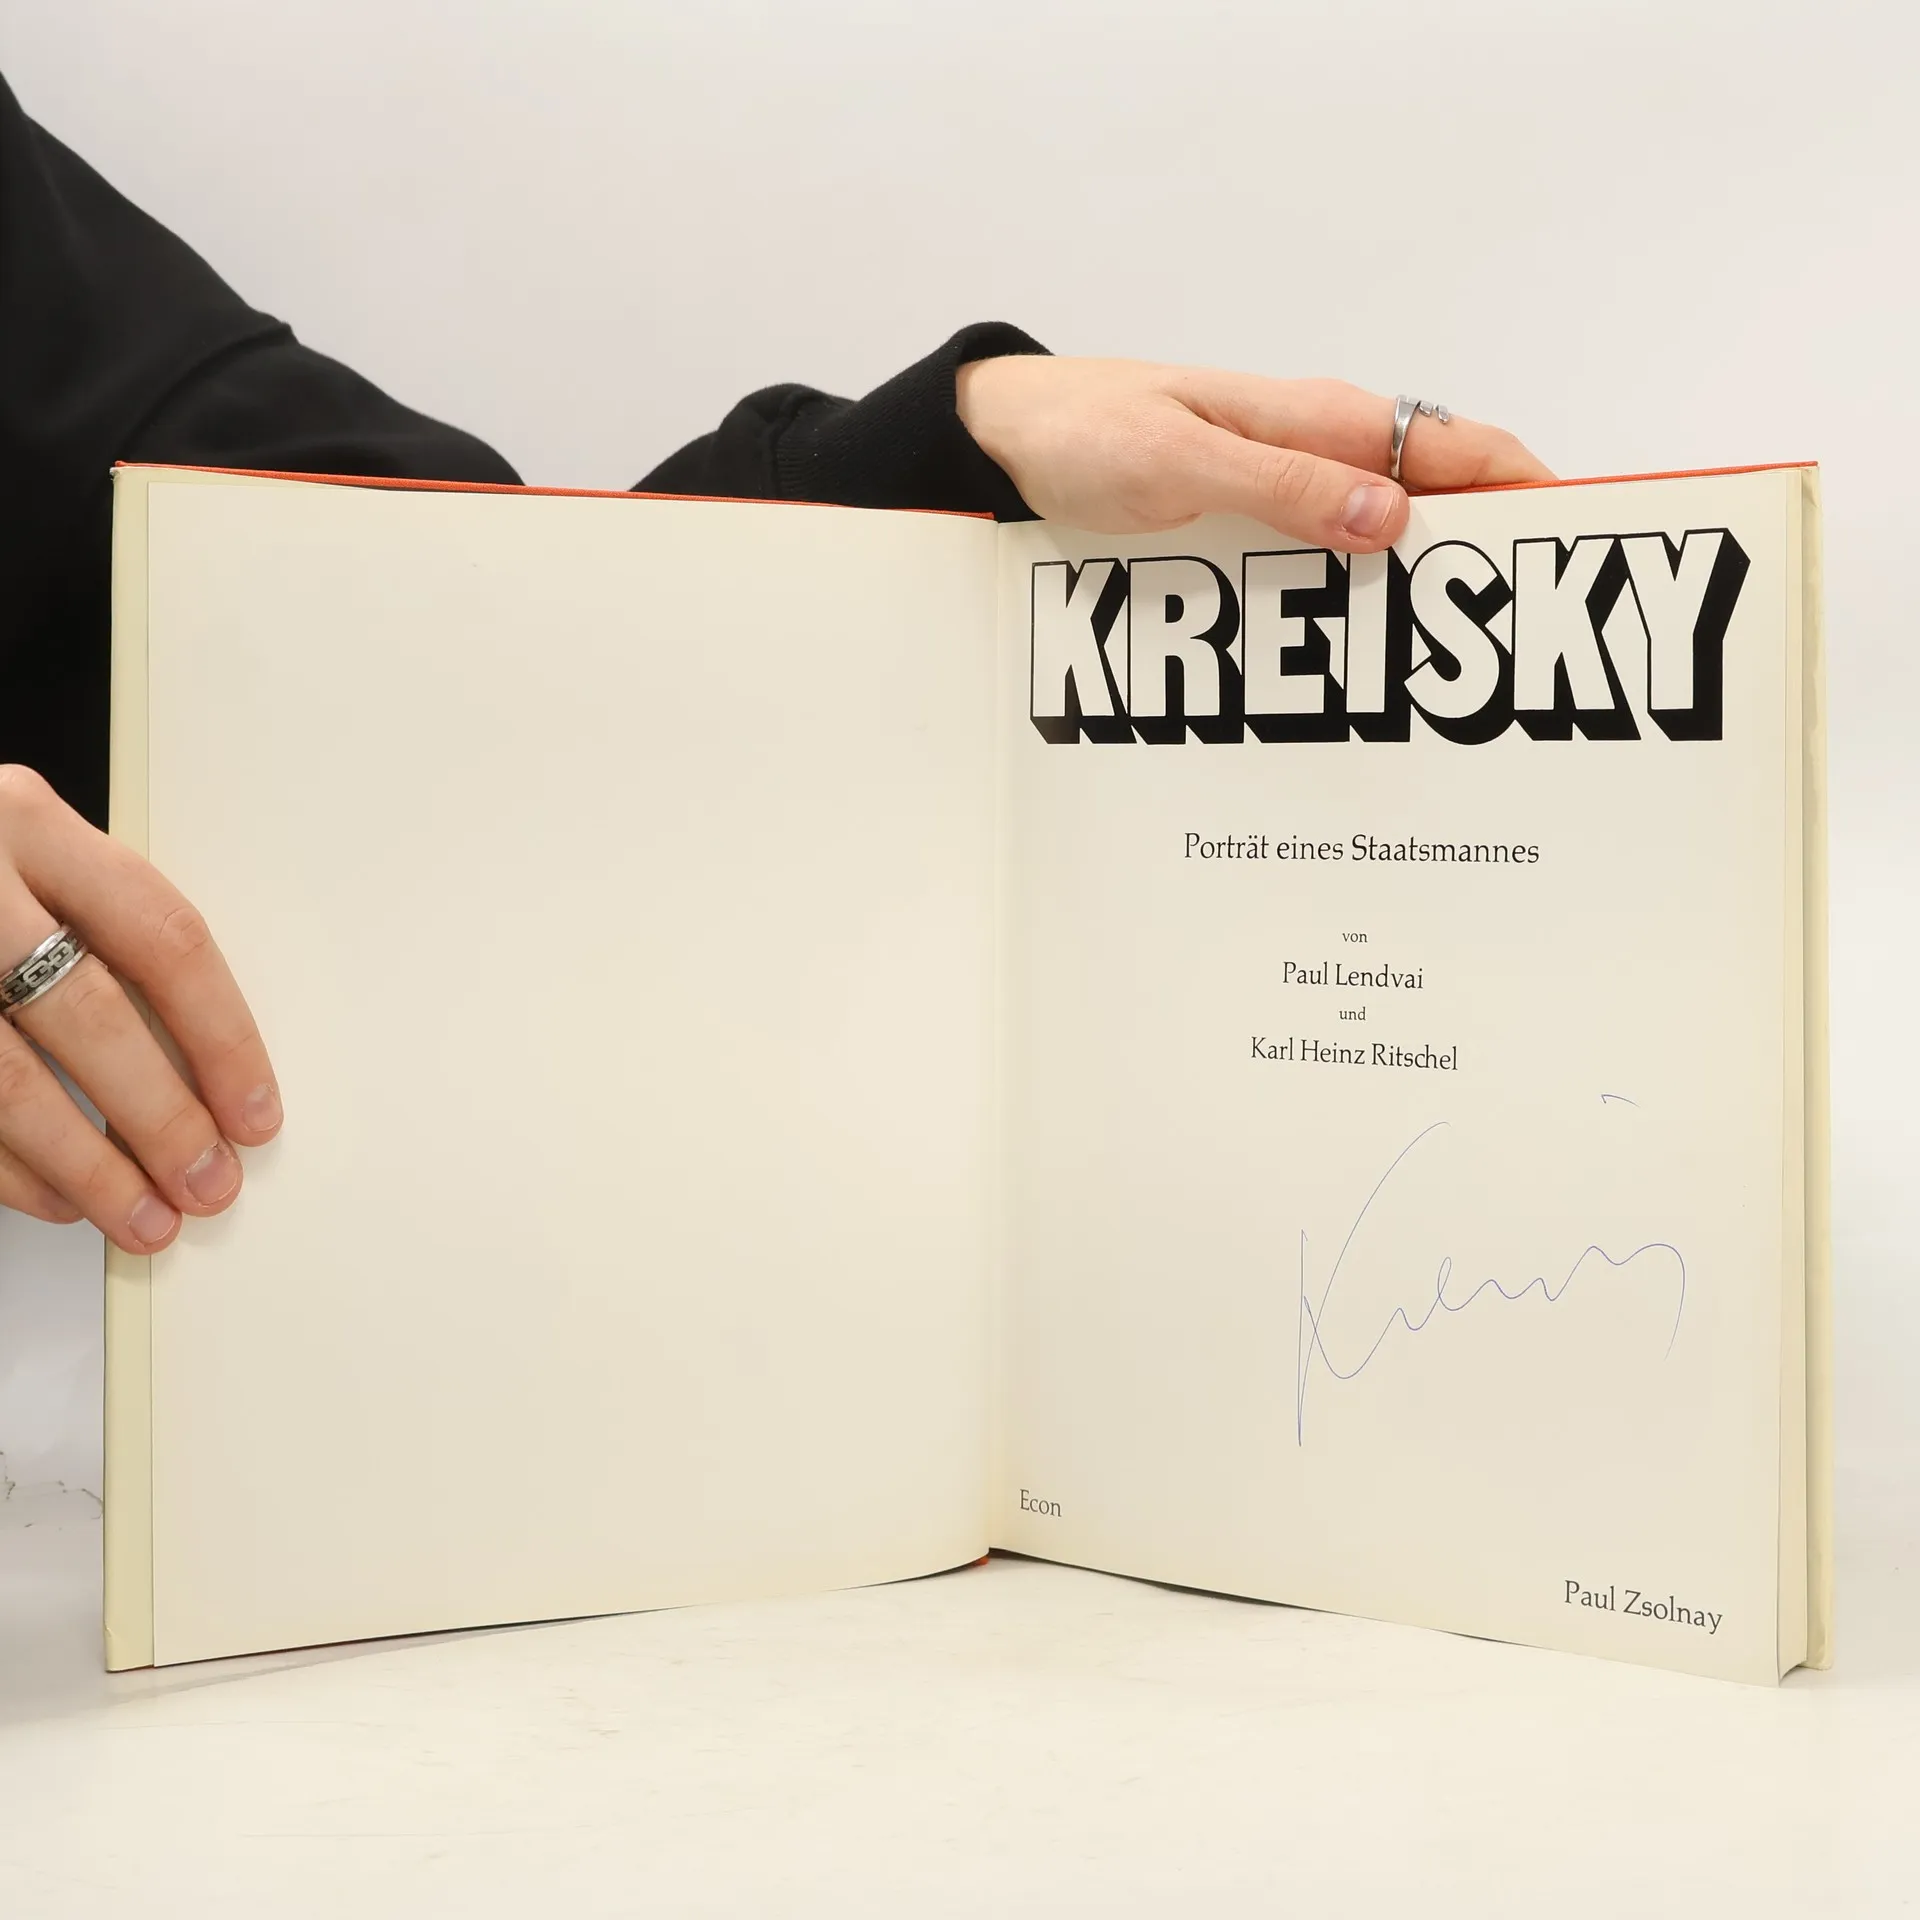 KREISKY
Porträt eines Staatsmannes
von
Paul Lendvai
und
Karl Heinz Ritschel
Econ
Paul Zsolnay